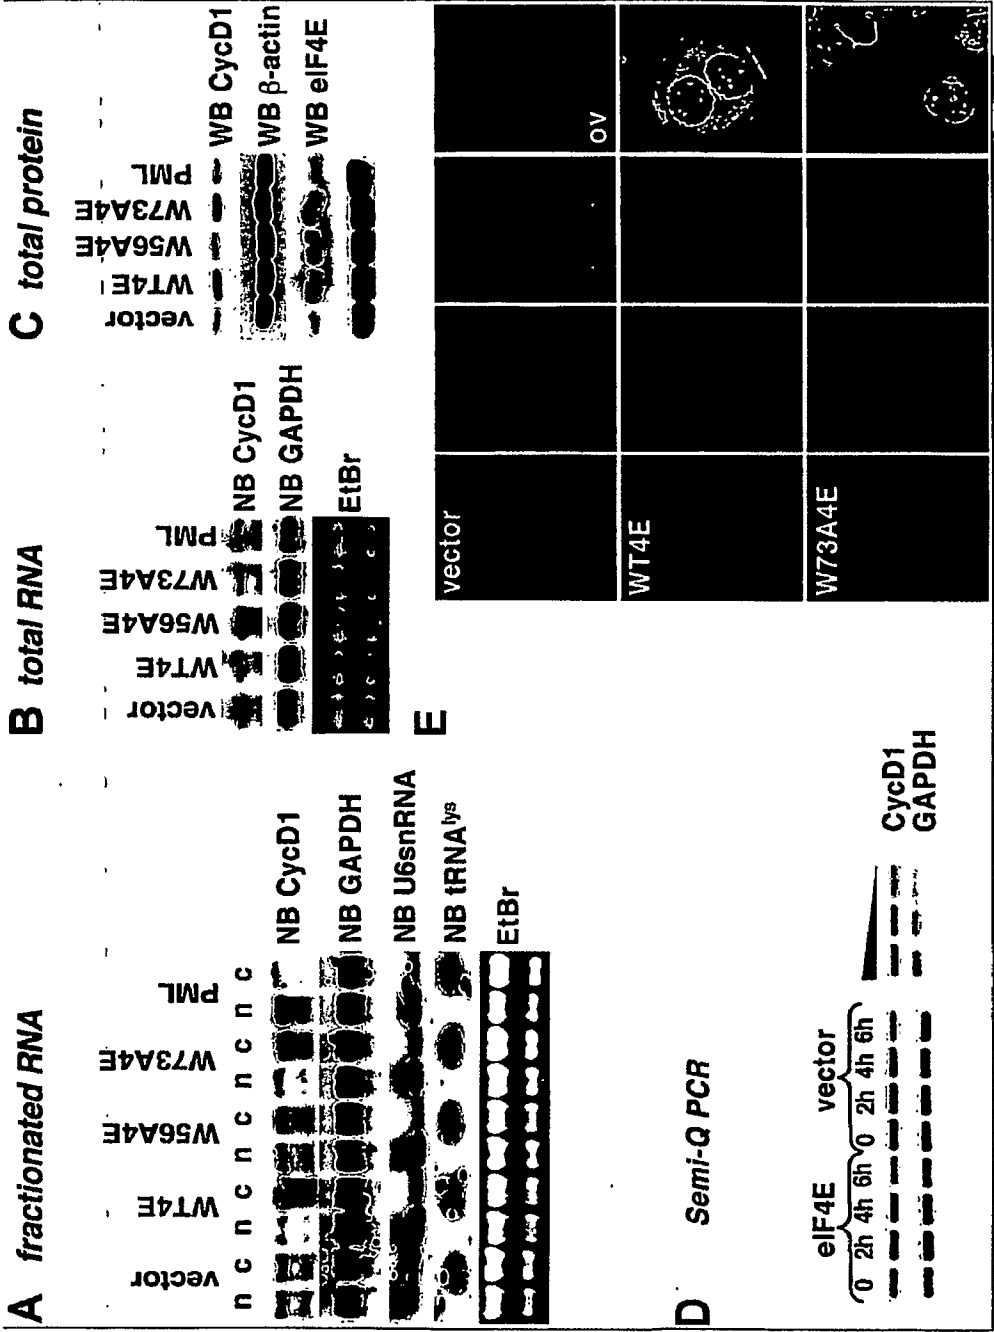 A fractionated RNA
vector WT4E W56A4E W73A4E PML
n c n c n c n c n c
NB CycD1
NB GAPDH
NB U6snRNA
NB tRNAlys
EtBr
B total RNA
vector WT4E W56A4E W73A4E PML
NB CycD1
NB GAPDH
EtBr
C total protein
vector WT4E W56A4E W73A4E PML
WB CycD1
WB β-actin
WB eIF4E
D Semi-Q PCR
eIF4E vector
0 2h 4h 6h 0 2h 4h 6h
CycD1
GAPDH
E
vector
ov
WT4E
W73A4E